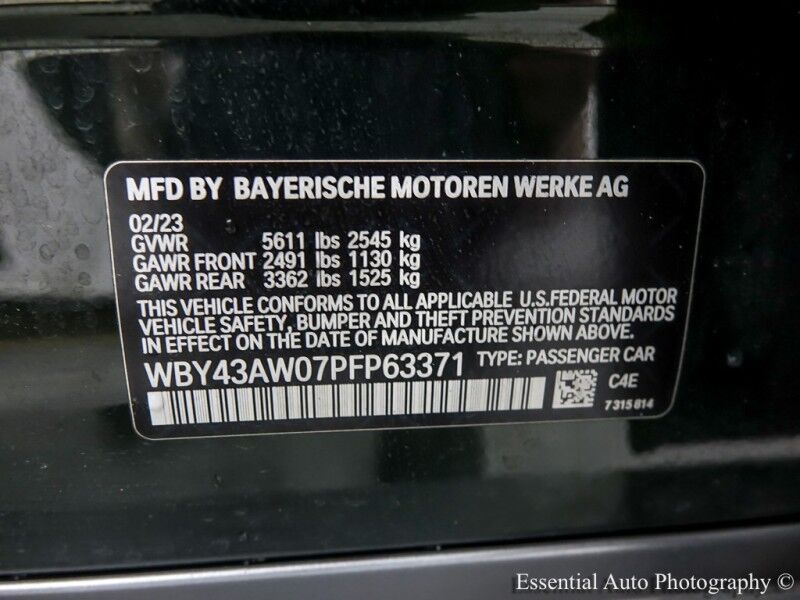 MFD BY BAYERISCHE MOTOREN WERKE AG
02/23
GVWR 5611 lbs 2545 kg
GAWR FRONT 2491 lbs 1130 kg
GAWR REAR 3362 lbs 1525 kg
THIS VEHICLE CONFORMS TO ALL APPLICABLE U.S.FEDERAL MOTOR
VEHICLE SAFETY, BUMPER AND THEFT PREVENTION STANDARDS
IN EFFECT ON THE DATE OF MANUFACTURE SHOWN ABOVE.
WBY43AW07PFP63371 TYPE: PASSENGER CAR
C4E
7315814
Essential Auto Photography ©